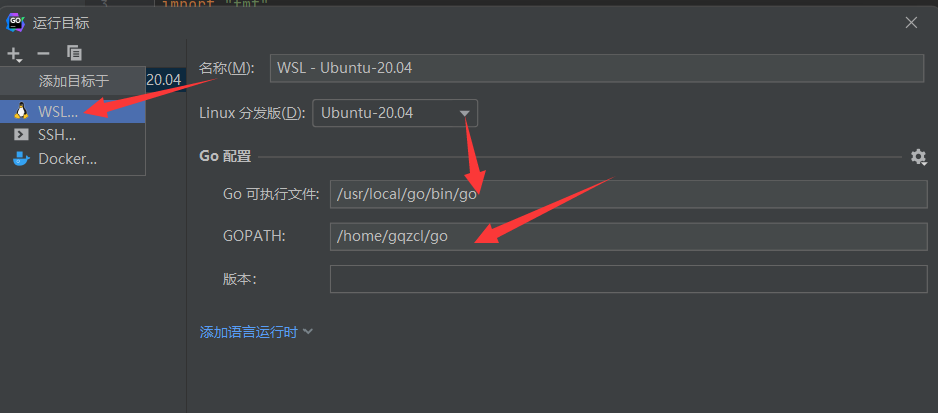 3 import "fmt"
GO 运行目标
添加目标于
20.04
WSL...
SSH...
Docker...
名称(M): WSL - Ubuntu-20.04
Linux 分发版(D): Ubuntu-20.04
Go 配置
Go 可执行文件: /usr/local/go/bin/go
GOPATH: /home/gqzcl/go
版本:
添加语言运行时